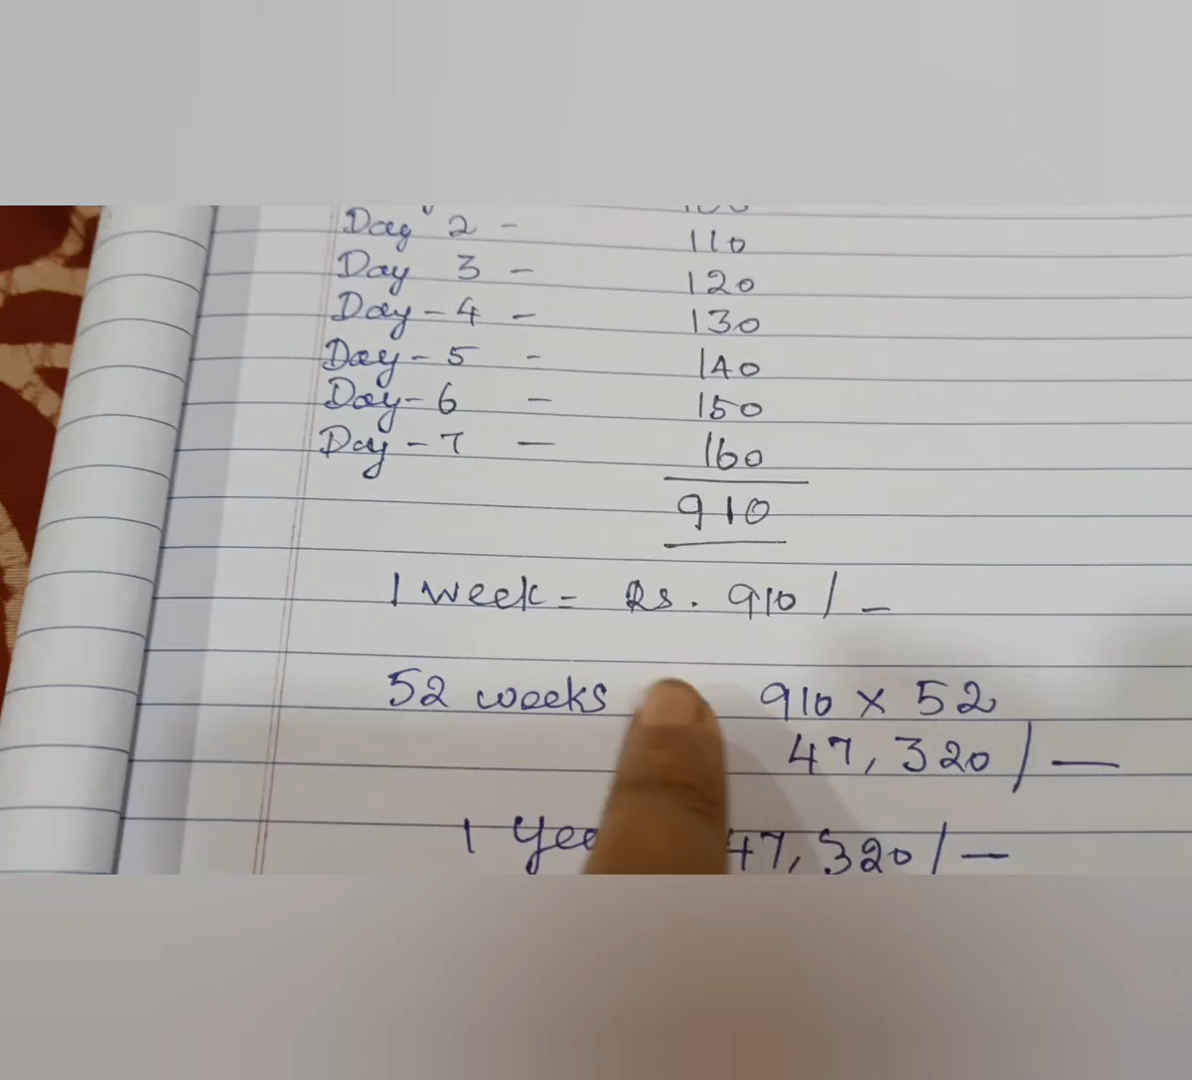 Day 2 -
110
Day 3 - 120
Day - 4 - 130
Day - 5 - 140
Day - 6 - 150
Day - 7 - 160
910
1 week = Rs. 910/-
52 weeks 910 x 52
47,320/-
1 47,320/-